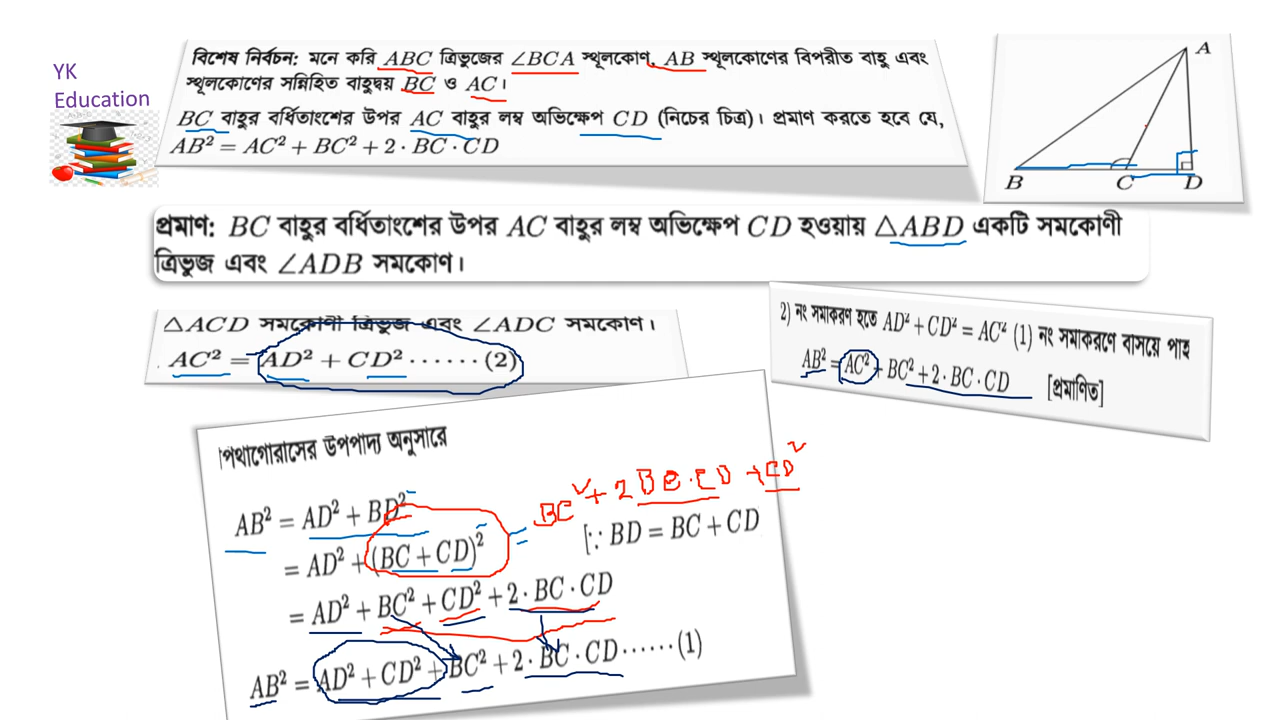 YK
Education
বিশেষ নির্বচন: মনে করি ABC ত্রিভুজের ∠BCA স্থূলকোণ, AB স্থূলকোণের বিপরীত বাহু এবং
স্থূলকোণের সন্নিহিত বাহুদ্বয় BC ও AC।
BC বাহুর বর্ধিতাংশের উপর AC বাহুর লম্ব অভিক্ষেপ CD (নিচের চিত্র)। প্রমাণ করতে হবে যে,
AB² = AC² + BC² + 2 · BC · CD
A
B
C
D
প্রমাণ: BC বাহুর বর্ধিতাংশের উপর AC বাহুর লম্ব অভিক্ষেপ CD হওয়ায় △ABD একটি সমকোণী
ত্রিভুজ এবং ∠ADB সমকোণ।
△ACD সমকোণী ত্রিভুজ এবং ∠ADC সমকোণ।
AC² = AD² + CD² ······ (2)
2) নং সমীকরণ হতে AD² + CD² = AC² (1) নং সমীকরণে বসিয়ে পাই
AB² = AC² + BC² + 2 · BC · CD [প্রমাণিত]
পিথাগোরাসের উপপাদ্য অনুসারে
AB² = AD² + BD²
= AD² + (BC + CD)² = BC² + 2 BC·CD + CD²
[∵ BD = BC + CD
= AD² + BC² + CD² + 2 · BC · CD
AB² = AD² + CD² + BC² + 2 · BC · CD ······ (1)